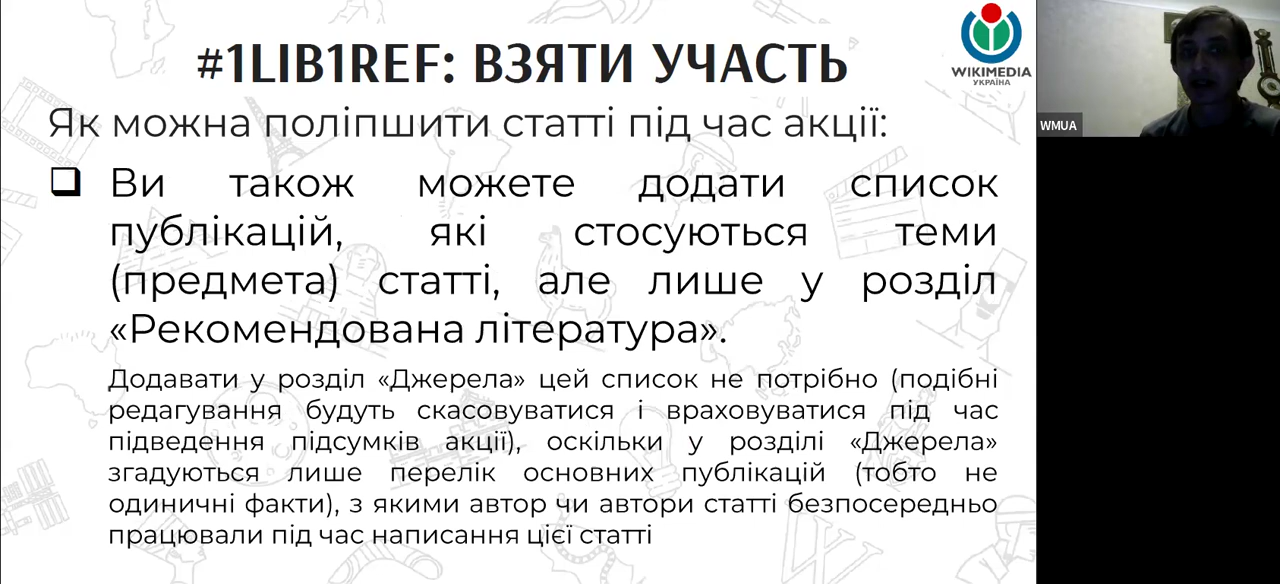 #1LIB1REF: ВЗЯТИ УЧАСТЬ
WIKIMEDIA
УКРАЇНА
WMUA
Як можна поліпшити статті під час акції:
Ви також можете додати список
публікацій, які стосуються теми
(предмета) статті, але лише у розділ
«Рекомендована література».
Додавати у розділ «Джерела» цей список не потрібно (подібні
редагування будуть скасовуватися і враховуватися під час
підведення підсумків акції), оскільки у розділі «Джерела»
згадуються лише перелік основних публікацій (тобто не
одиничні факти), з якими автор чи автори статті безпосередньо
працювали під час написання цієї статті